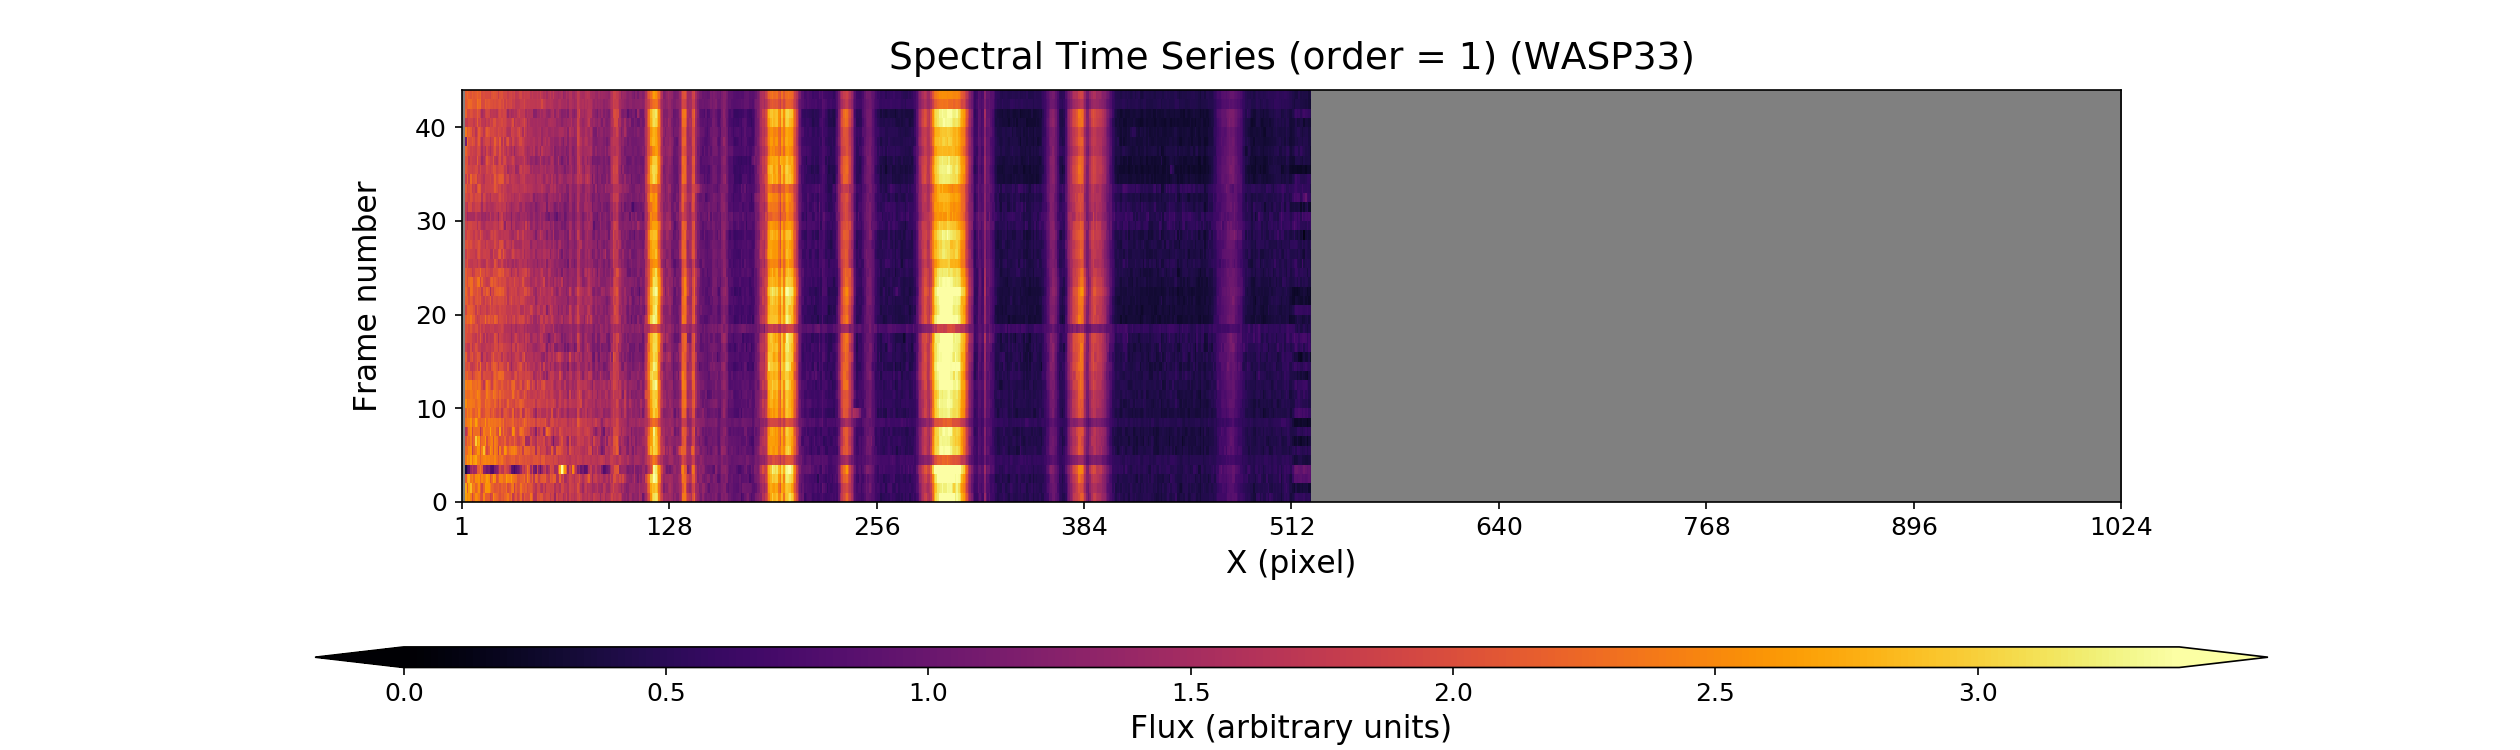 Spectral Time Series (order = 1) (WASP33)
Frame number
40
30
20
10
0
1 128 256 384 512 640 768 896 1024
X (pixel)
0.0 0.5 1.0 1.5 2.0 2.5 3.0
Flux (arbitrary units)